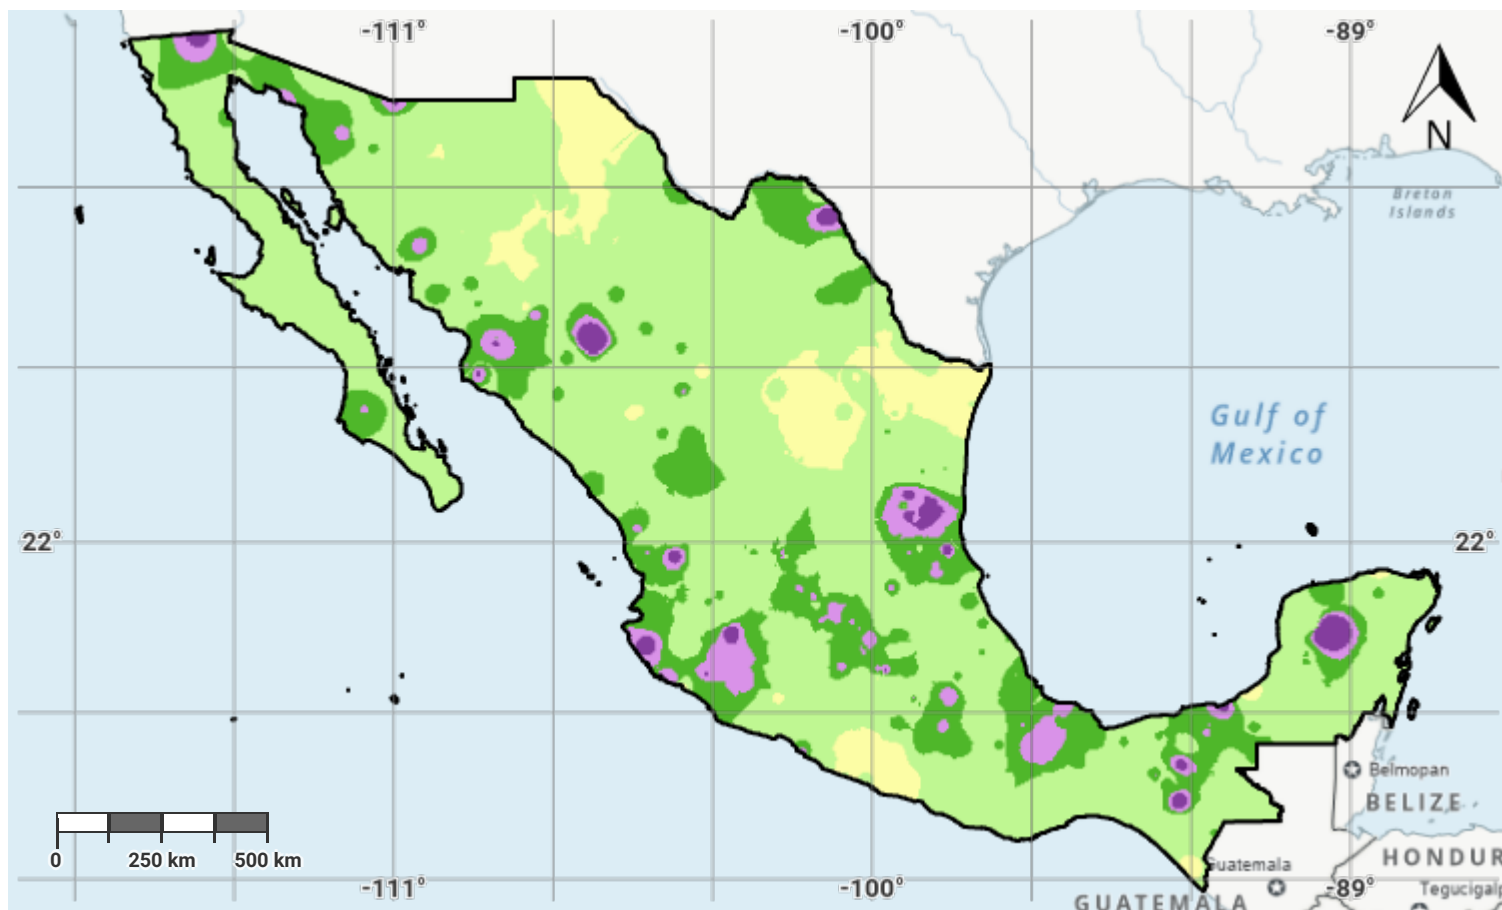 -111° -100° -89°
N
Breton
Islands
Gulf of
Mexico
22° 22°
Belmopan
BELIZE
0 250 km 500 km
Guatemala
HONDUR
-111° -100° -89°
Tegucigalp
GUATEMALA